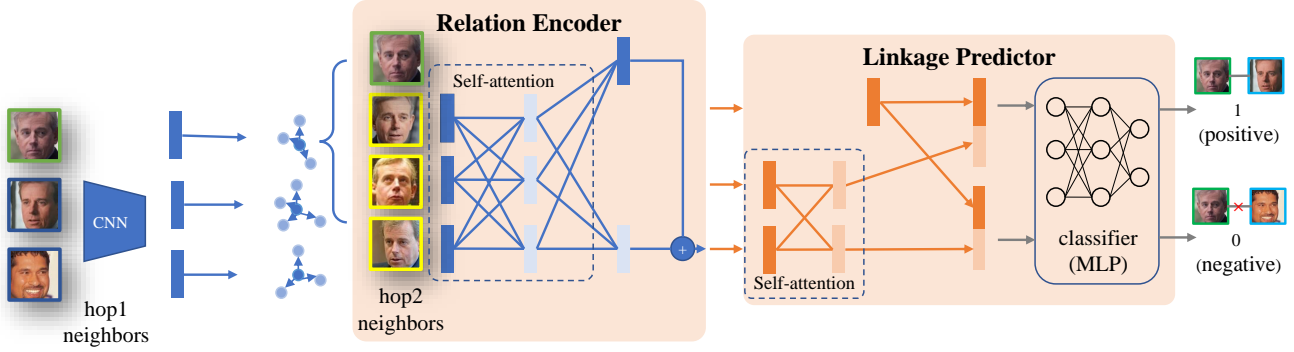 Relation Encoder
Self-attention
CNN
hop1
neighbors
hop2
neighbors
+
Linkage Predictor
Self-attention
classifier
(MLP)
1
(positive)
0
(negative)